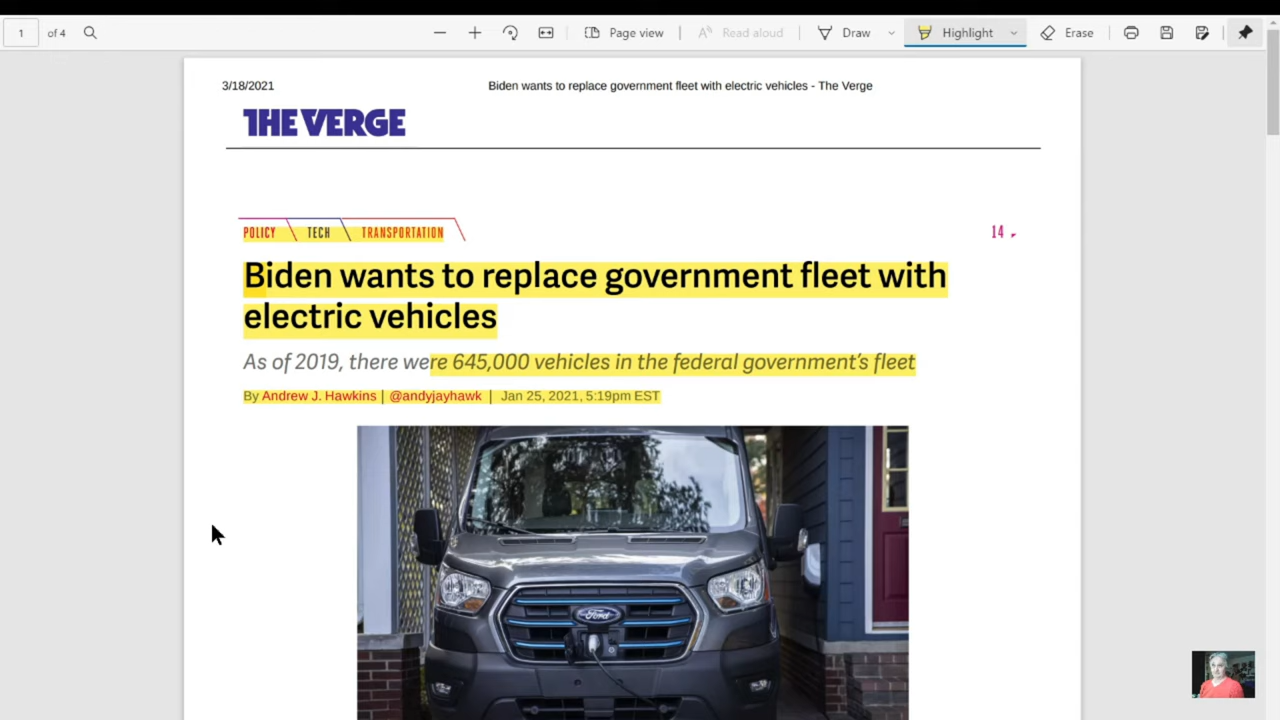 1 of 4 Page view Read aloud Draw Highlight Erase
3/18/2021 Biden wants to replace government fleet with electric vehicles - The Verge
THE VERGE
POLICY TECH TRANSPORTATION 14
Biden wants to replace government fleet with
electric vehicles
As of 2019, there were 645,000 vehicles in the federal government's fleet
By Andrew J. Hawkins | @andyjayhawk | Jan 25, 2021, 5:19pm EST
Ford